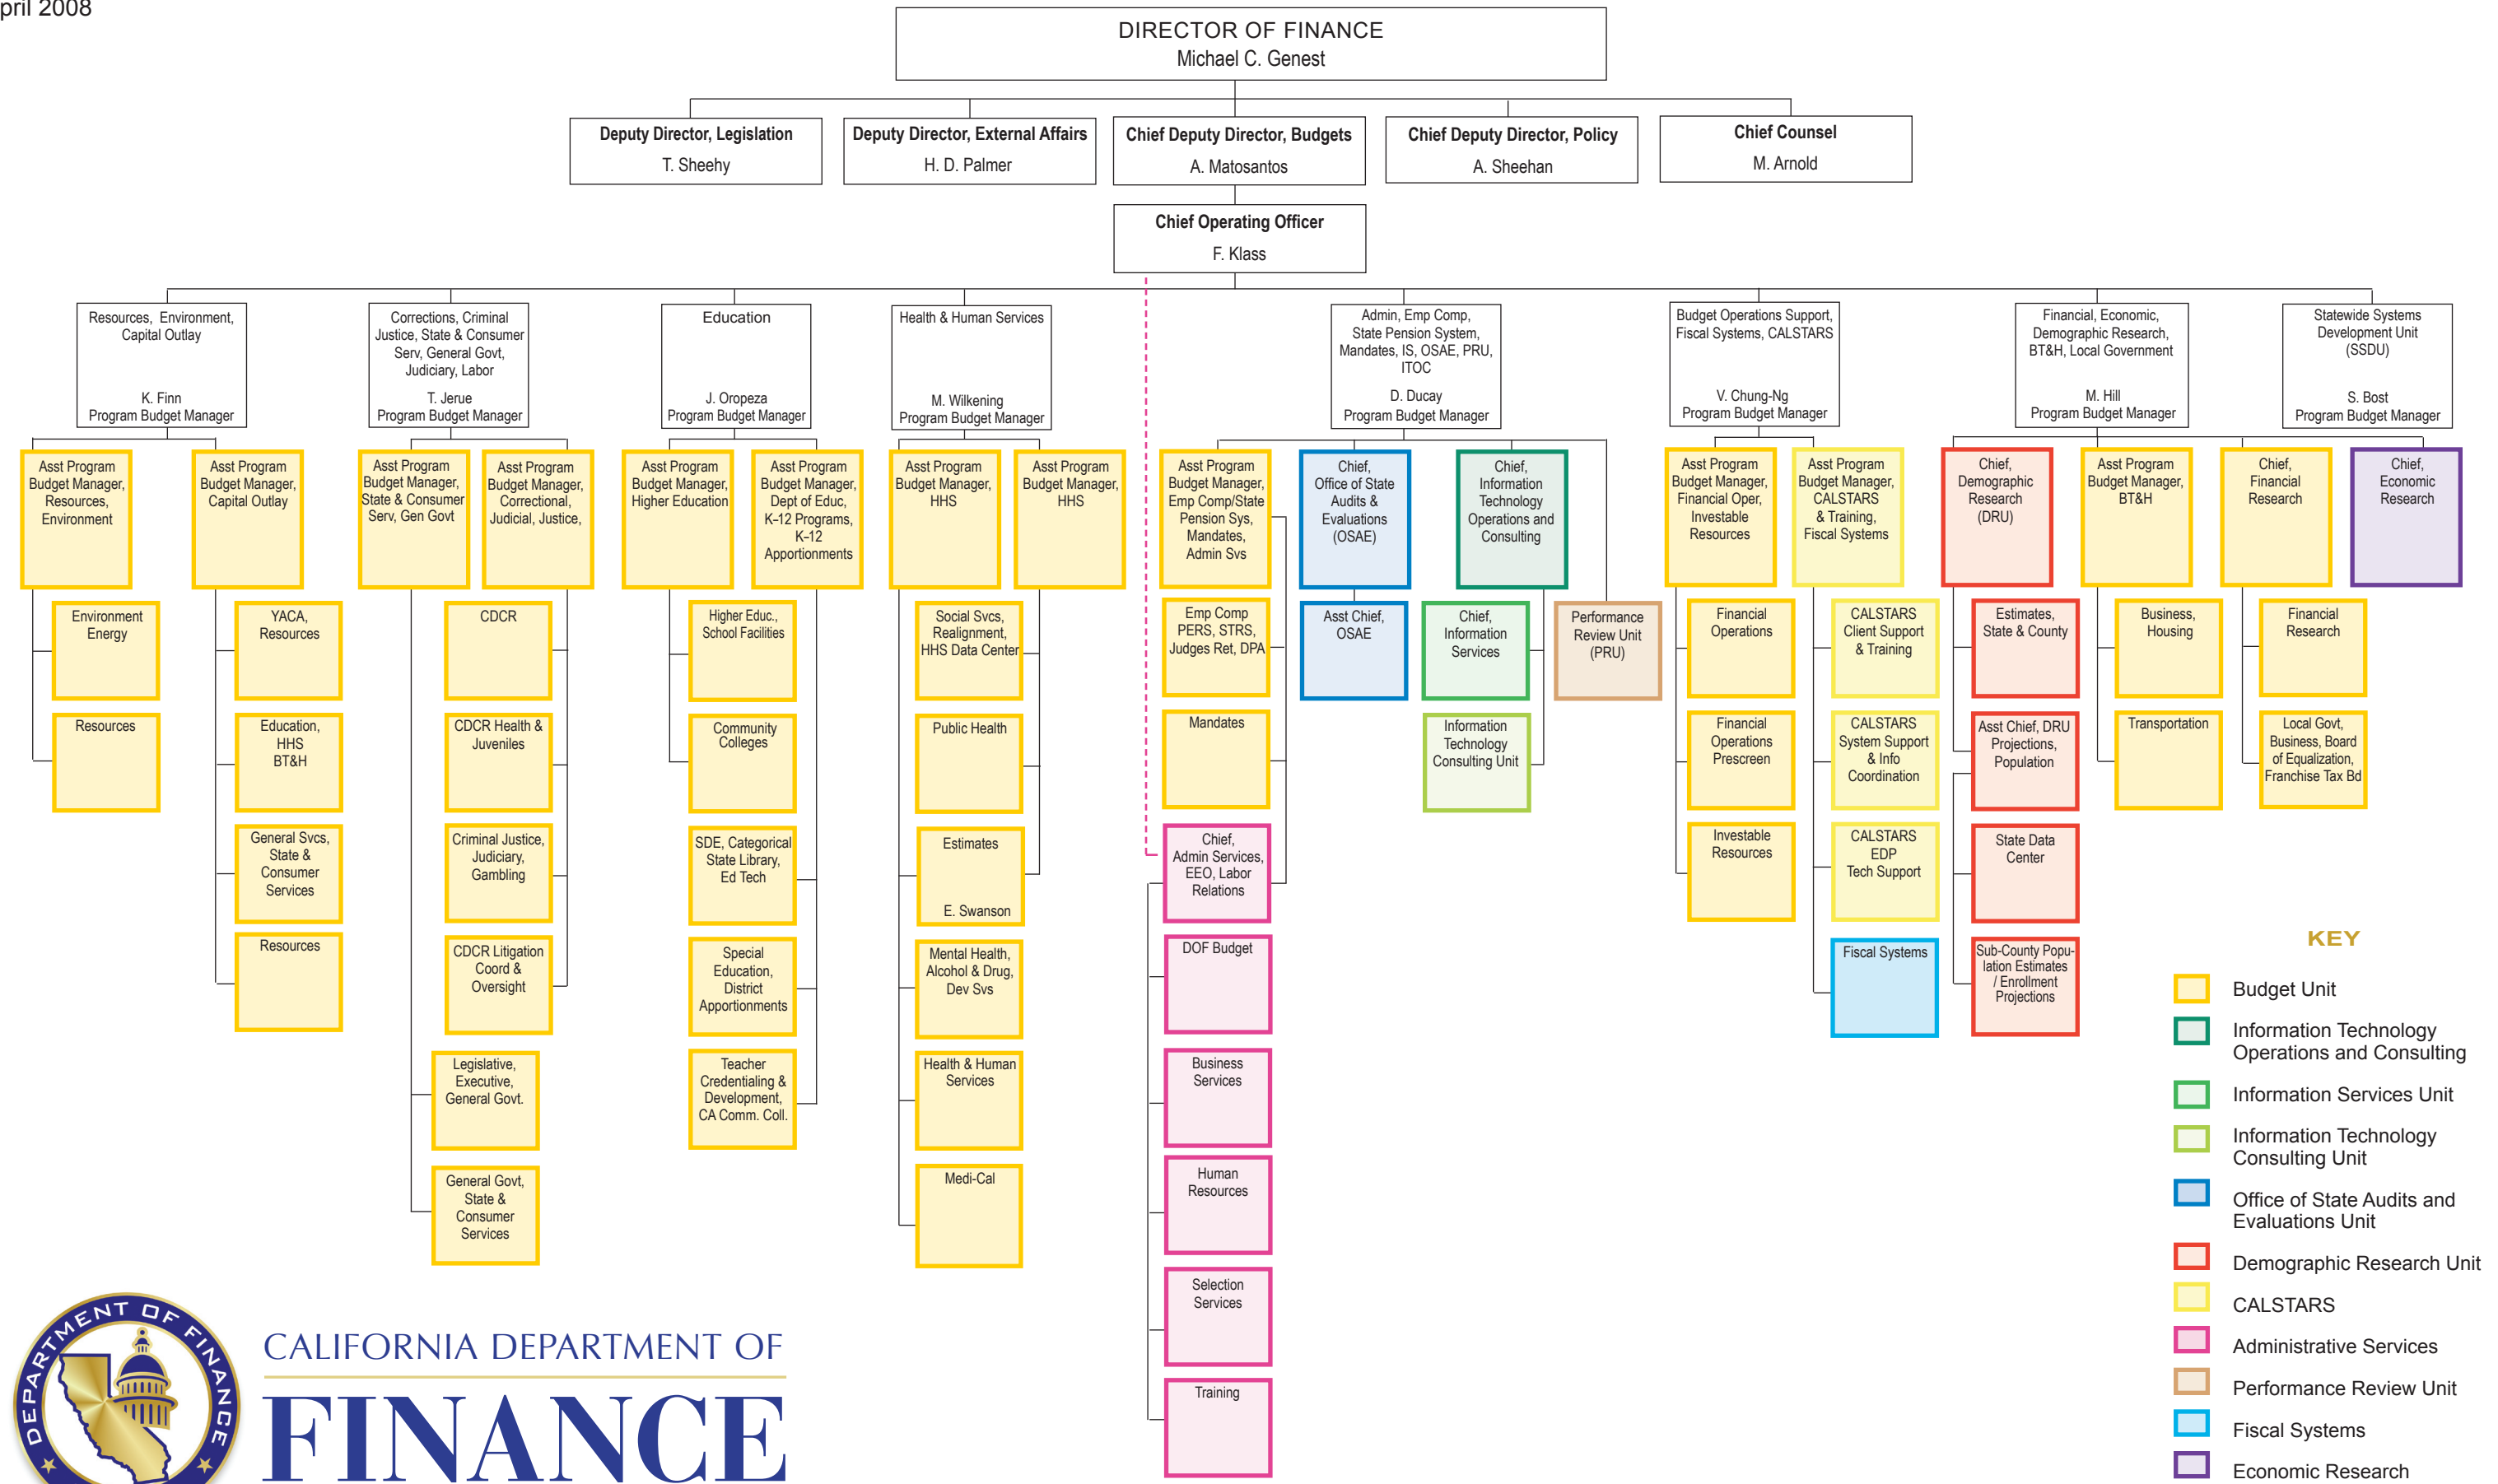 pril 2008
DIRECTOR OF FINANCE
Michael C. Genest
Deputy Director, Legislation
T. Sheehy
Deputy Director, External Affairs
H. D. Palmer
Chief Deputy Director, Budgets
A. Matosantos
Chief Deputy Director, Policy
A. Sheehan
Chief Counsel
M. Arnold
Chief Operating Officer
F. Klass
Resources, Environment,
Capital Outlay
K. Finn
Program Budget Manager
Corrections, Criminal
Justice, State & Consumer
Serv, General Govt,
Judiciary, Labor
T. Jerue
Program Budget Manager
Education
J. Oropeza
Program Budget Manager
Health & Human Services
M. Wilkening
Program Budget Manager
Admin, Emp Comp,
State Pension System,
Mandates, IS, OSAE, PRU,
ITOC
D. Ducay
Program Budget Manager
Budget Operations Support,
Fiscal Systems, CALSTARS
V. Chung-Ng
Program Budget Manager
Financial, Economic,
Demographic Research,
BT&H, Local Government
M. Hill
Program Budget Manager
Statewide Systems
Development Unit
(SSDU)
S. Bost
Program Budget Manager
Asst Program
Budget Manager,
Resources,
Environment
Asst Program
Budget Manager,
Capital Outlay
Asst Program
Budget Manager,
State & Consumer
Serv, Gen Govt
Asst Program
Budget Manager,
Correctional,
Judicial, Justice,
Asst Program
Budget Manager,
Higher Education
Asst Program
Budget Manager,
Dept of Educ,
K–12 Programs,
K–12
Apportionments
Asst Program
Budget Manager,
HHS
Asst Program
Budget Manager,
HHS
Asst Program
Budget Manager,
Emp Comp/State
Pension Sys,
Mandates,
Admin Svs
Chief,
Office of State
Audits &
Evaluations
(OSAE)
Chief,
Information
Technology
Operations and
Consulting
Asst Program
Budget Manager,
Financial Oper,
Investable
Resources
Asst Program
Budget Manager,
CALSTARS
& Training,
Fiscal Systems
Chief,
Demographic
Research
(DRU)
Asst Program
Budget Manager,
BT&H
Chief,
Financial
Research
Chief,
Economic
Research
Environment
Energy
Resources
YACA,
Resources
Education,
HHS
BT&H
General Svcs,
State &
Consumer
Services
Resources
CDCR
CDCR Health &
Juveniles
Criminal Justice,
Judiciary,
Gambling
CDCR Litigation
Coord &
Oversight
Legislative,
Executive,
General Govt.
General Govt,
State &
Consumer
Services
Higher Educ.,
School Facilities
Community
Colleges
SDE, Categorical
State Library,
Ed Tech
Special
Education,
District
Apportionments
Teacher
Credentialing &
Development,
CA Comm. Coll.
Social Svcs,
Realignment,
HHS Data Center
Public Health
Estimates
E. Swanson
Mental Health,
Alcohol & Drug,
Dev Svs
Health & Human
Services
Medi-Cal
Emp Comp
PERS, STRS,
Judges Ret, DPA
Mandates
Chief,
Admin Services,
EEO, Labor
Relations
DOF Budget
Business
Services
Human
Resources
Selection
Services
Training
Asst Chief,
OSAE
Chief,
Information
Services
Information
Technology
Consulting Unit
Performance
Review Unit
(PRU)
Financial
Operations
Financial
Operations
Prescreen
Investable
Resources
CALSTARS
Client Support
& Training
CALSTARS
System Support
& Info
Coordination
CALSTARS
EDP
Tech Support
Fiscal Systems
Estimates,
State & County
Asst Chief, DRU
Projections,
Population
State Data
Center
Sub-County Popu-
lation Estimates
/ Enrollment
Projections
Business,
Housing
Transportation
Financial
Research
Local Govt,
Business, Board
of Equalization,
Franchise Tax Bd
KEY
Budget Unit
Information Technology
Operations and Consulting
Information Services Unit
Information Technology
Consulting Unit
Office of State Audits and
Evaluations Unit
Demographic Research Unit
CALSTARS
Administrative Services
Performance Review Unit
Fiscal Systems
Economic Research
DEPARTMENT OF FINANCE
CALIFORNIA DEPARTMENT OF
FINANCE